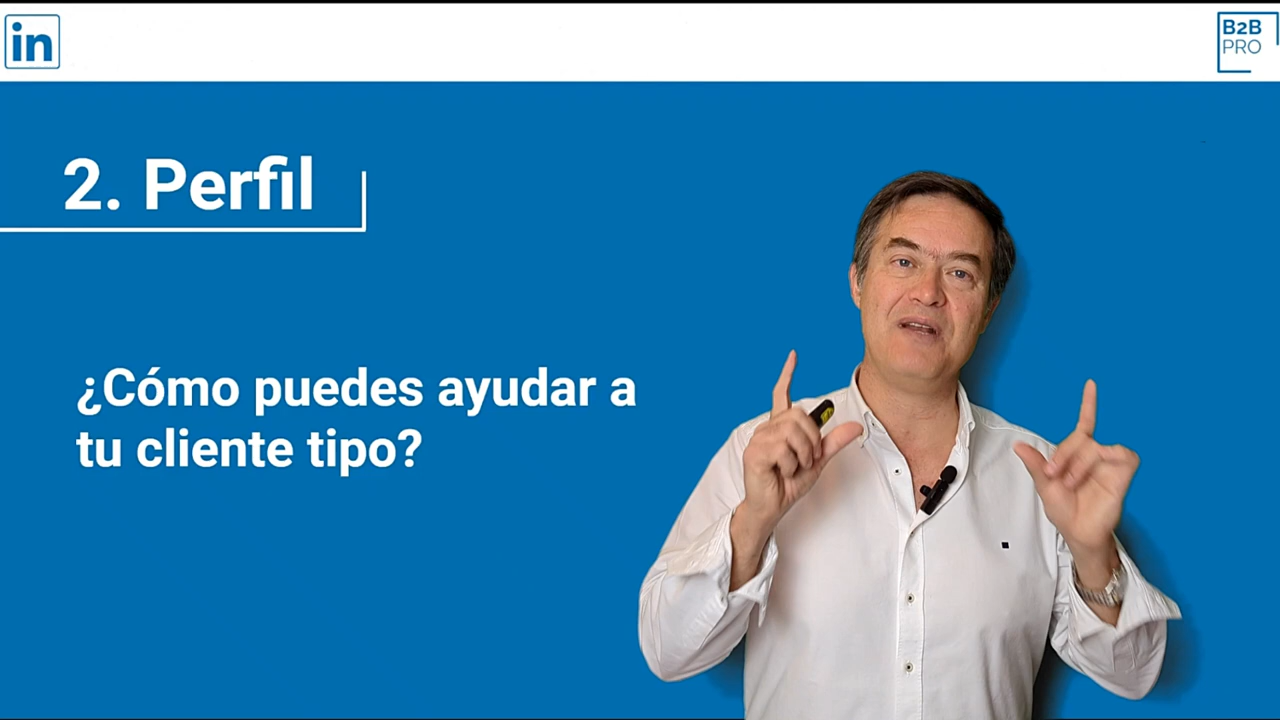 in
B2B
PRO
2. Perfil
¿Cómo puedes ayudar a
tu cliente tipo?